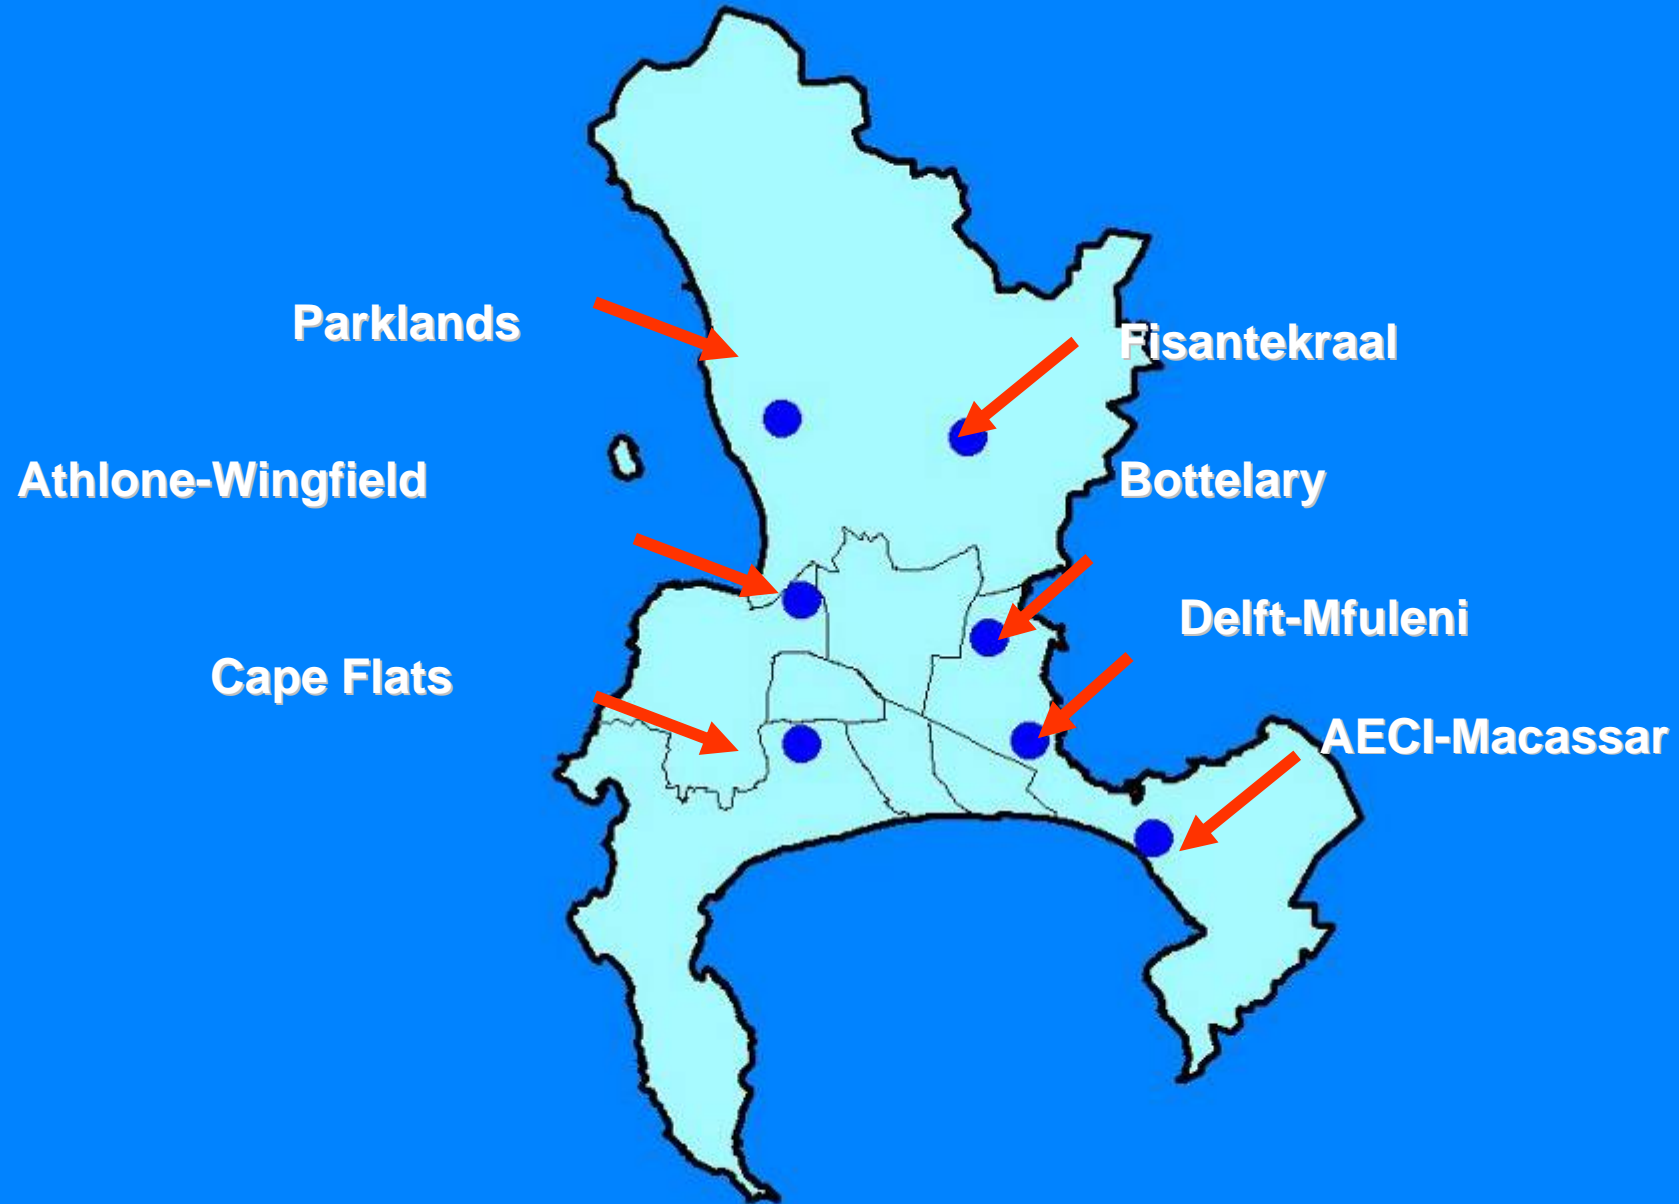 Parklands
Fisantekraal
Athlone-Wingfield
Bottelary
Delft-Mfuleni
Cape Flats
AECI-Macassar